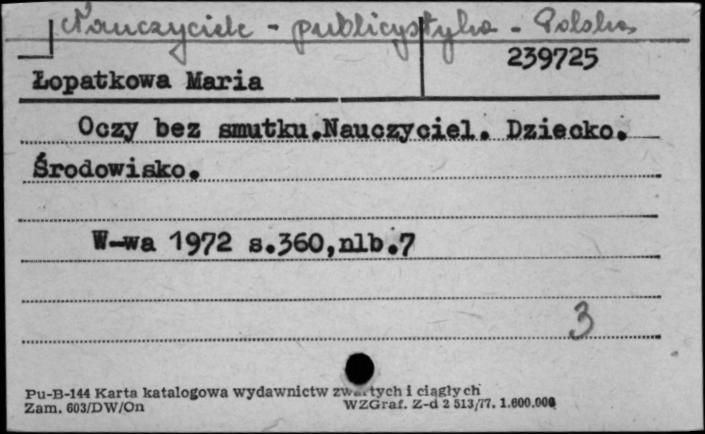 Nauczyciele - publicystyka - Polska
239725
Łopatkowa Maria
Oczy bez smutku.Nauczyciel. Dziecko.
Środowisko.
W-wa 1972 s.360,nlb.7
3
Pu-B-144 Karta katalogowa wydawnictw zwartych i ciągłych
Zam. 603/DW/On WZGraf. Z-d 2 513/77. 1.600.000